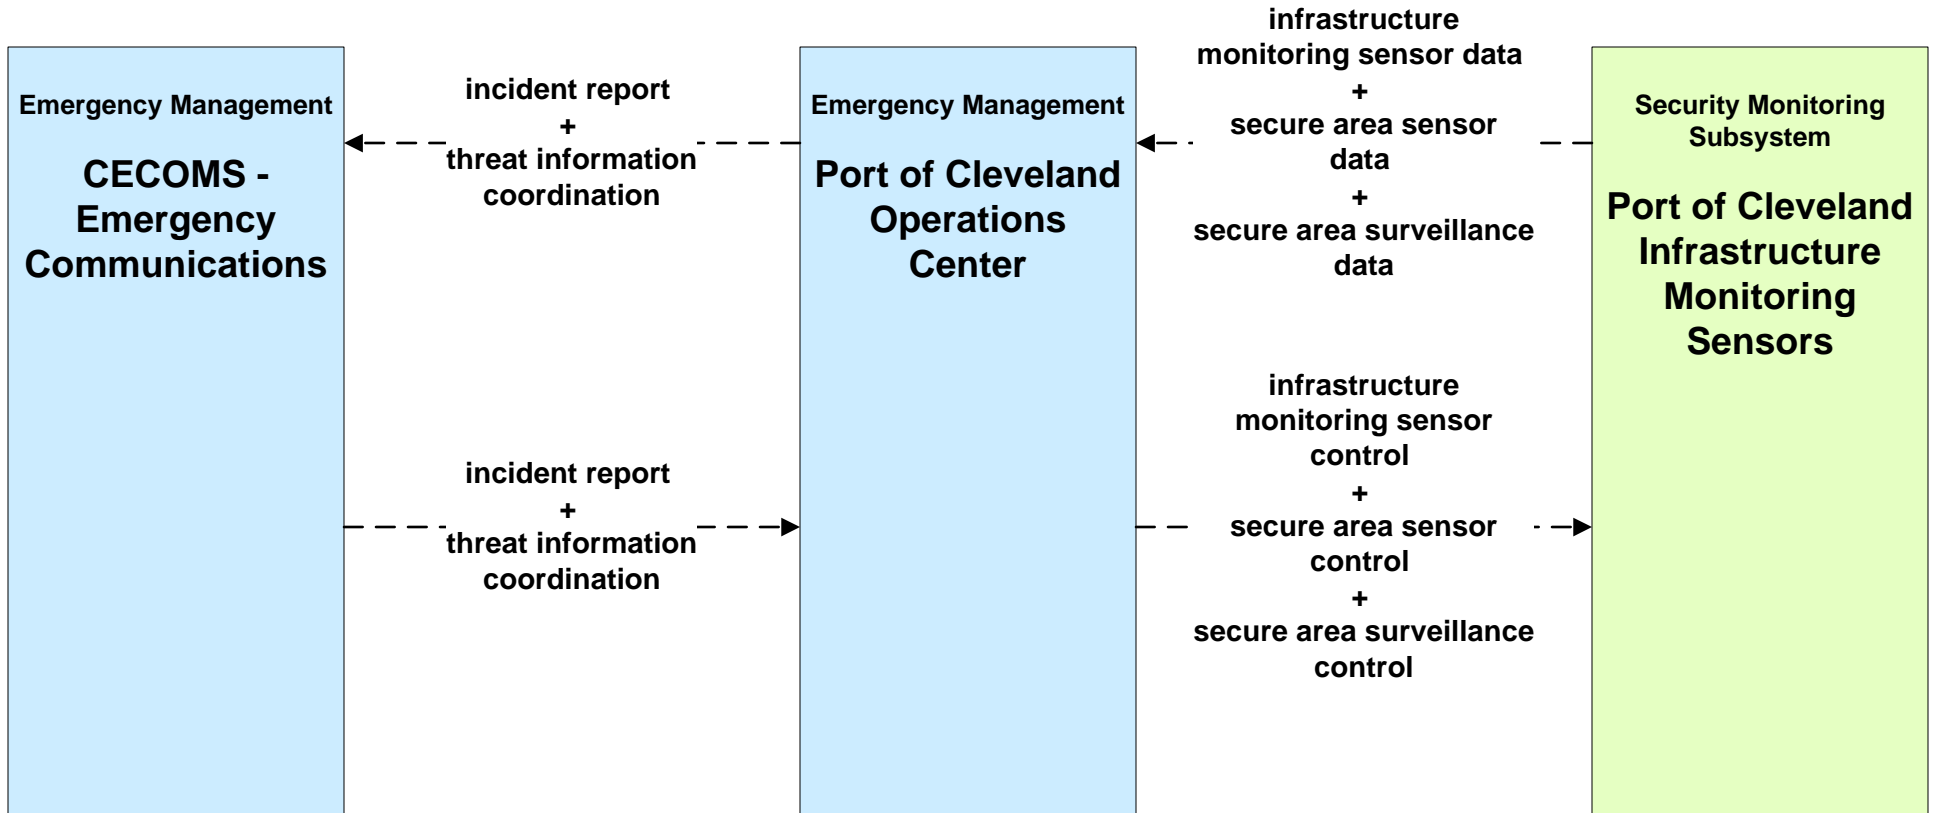 Emergency Management
CECOMS -
Emergency
Communications
incident report
+
threat information
coordination
incident report
+
threat information
coordination
Emergency Management
Port of Cleveland
Operations
Center
infrastructure
monitoring sensor data
+
secure area sensor
data
+
secure area surveillance
data
infrastructure
monitoring sensor
control
+
secure area sensor
control
+
secure area surveillance
control
Security Monitoring
Subsystem
Port of Cleveland
Infrastructure
Monitoring
Sensors